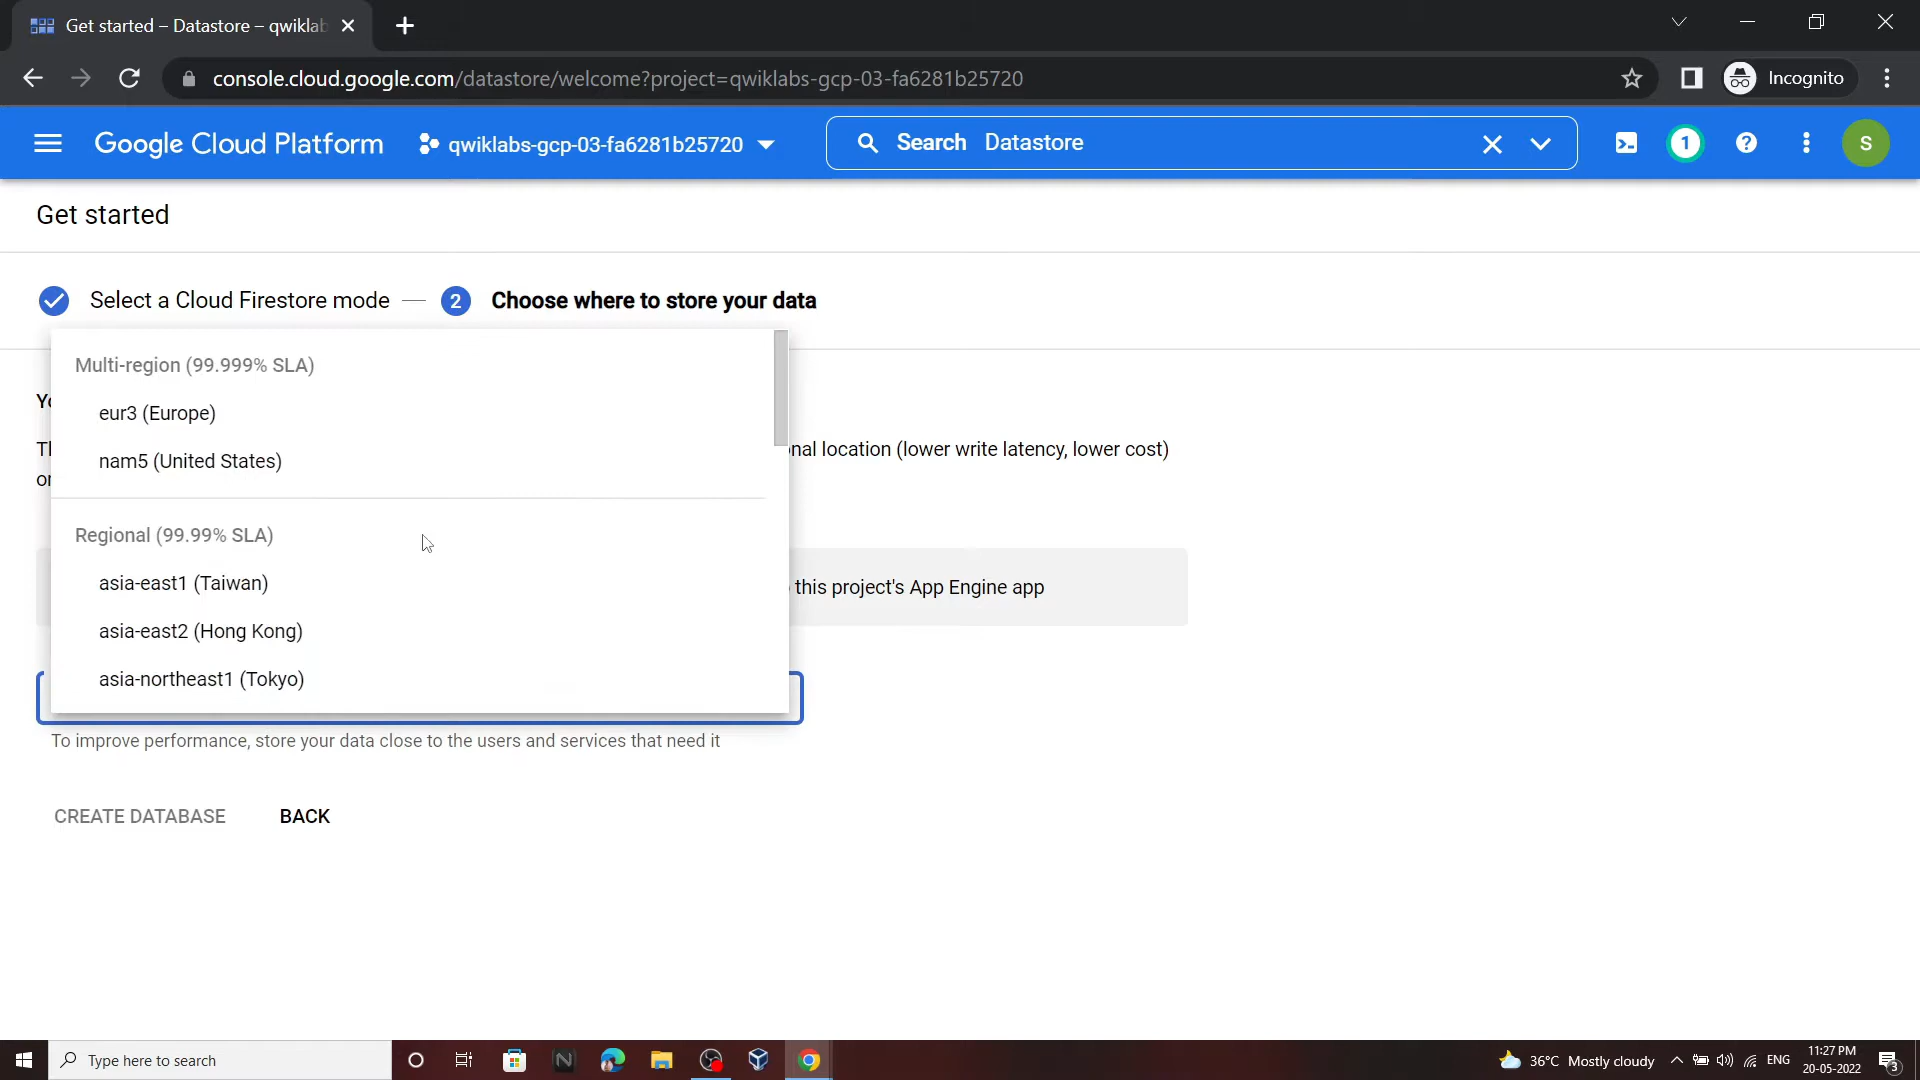 Get started – Datastore – qwikla
console.cloud.google.com/datastore/welcome?project=qwiklabs-gcp-03-fa6281b25720
Incognito
Google Cloud Platform
qwiklabs-gcp-03-fa6281b25720
Search Datastore
1
?
S
Get started
Select a Cloud Firestore mode
2 Choose where to store your data
Multi-region (99.999% SLA)
eur3 (Europe)
nam5 (United States)
nal location (lower write latency, lower cost)
Regional (99.99% SLA)
asia-east1 (Taiwan)
this project's App Engine app
asia-east2 (Hong Kong)
asia-northeast1 (Tokyo)
To improve performance, store your data close to the users and services that need it
CREATE DATABASE
BACK
Type here to search
36°C Mostly cloudy
ENG
11:27 PM
20-05-2022
3